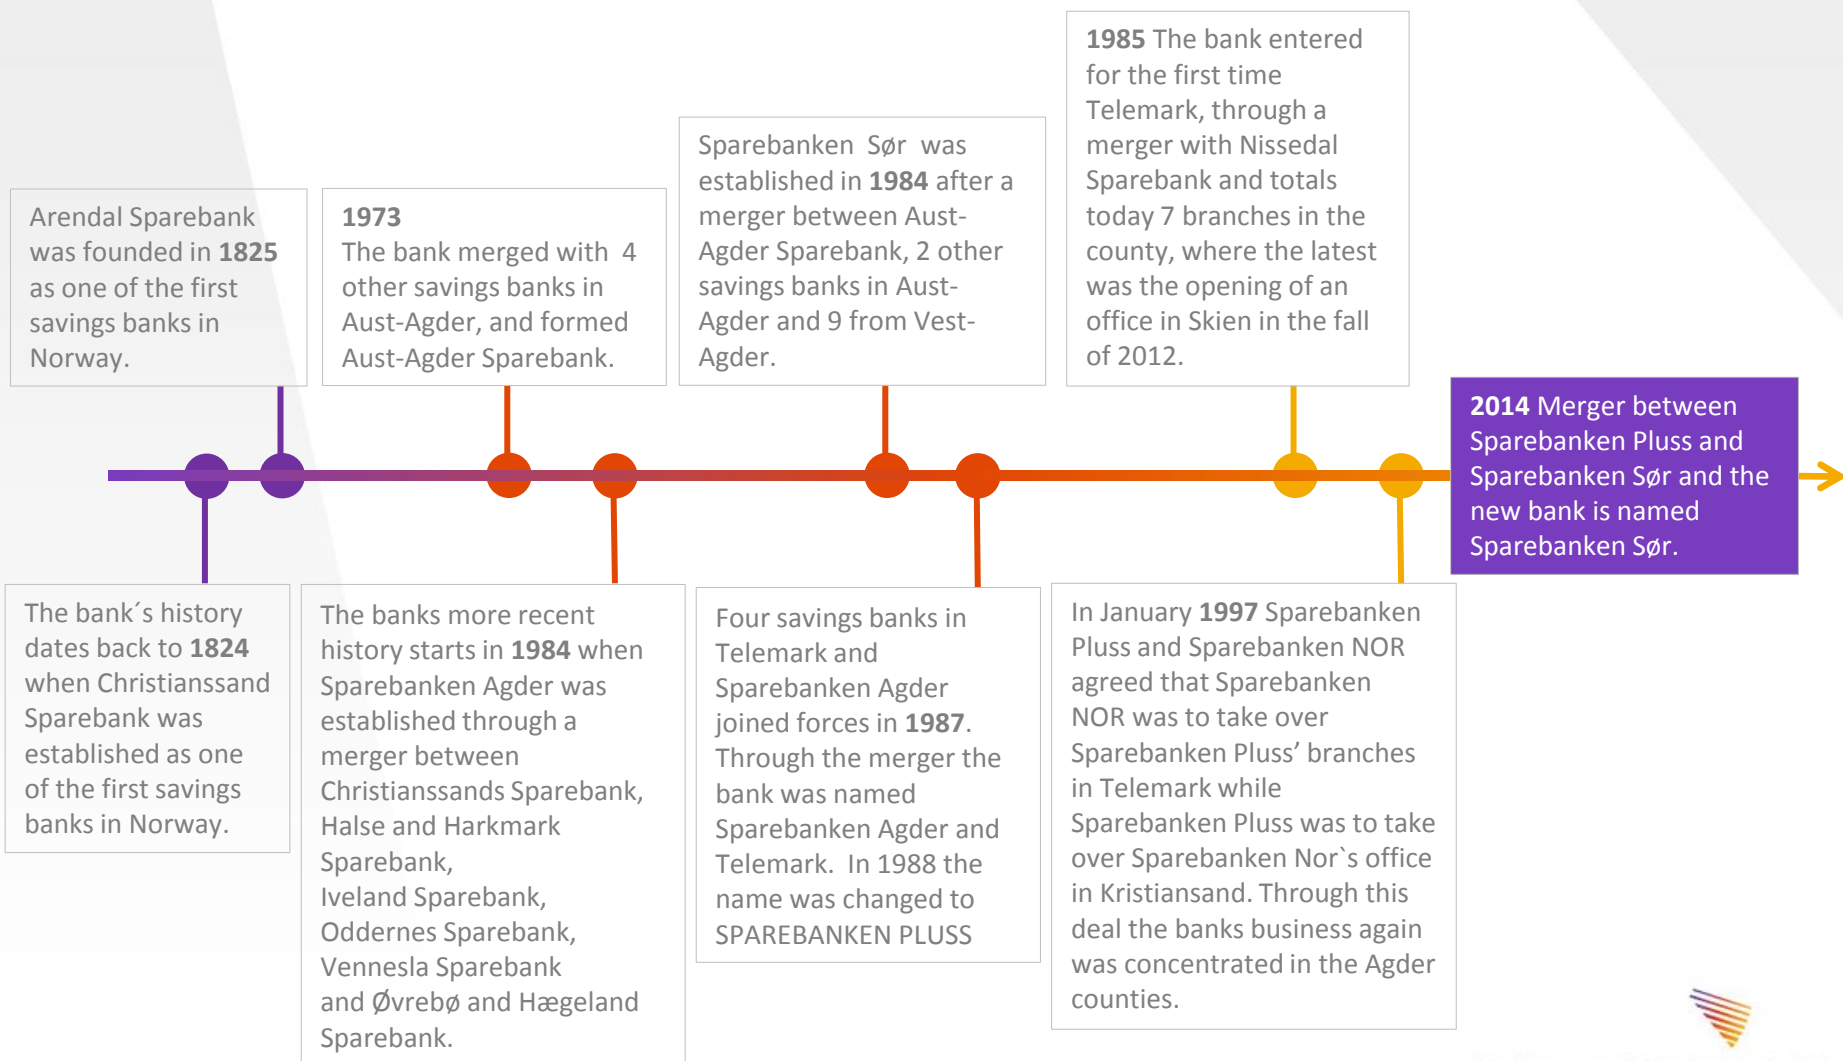 Arendal Sparebank
was founded in 1825
as one of the first
savings banks in
Norway.
1973
The bank merged with 4
other savings banks in
Aust-Agder, and formed
Aust-Agder Sparebank.
Sparebanken Sør was
established in 1984 after a
merger between Aust-
Agder Sparebank, 2 other
savings banks in Aust-
Agder and 9 from Vest-
Agder.
1985 The bank entered
for the first time
Telemark, through a
merger with Nissedal
Sparebank and totals
today 7 branches in the
county, where the latest
was the opening of an
office in Skien in the fall
of 2012.
2014 Merger between
Sparebanken Pluss and
Sparebanken Sør and the
new bank is named
Sparebanken Sør.
The bank´s history
dates back to 1824
when Christianssand
Sparebank was
established as one
of the first savings
banks in Norway.
The banks more recent
history starts in 1984 when
Sparebanken Agder was
established through a
merger between
Christianssands Sparebank,
Halse and Harkmark
Sparebank,
Iveland Sparebank,
Oddernes Sparebank,
Vennesla Sparebank
and Øvrebø and Hægeland
Sparebank.
Four savings banks in
Telemark and
Sparebanken Agder
joined forces in 1987.
Through the merger the
bank was named
Sparebanken Agder and
Telemark. In 1988 the
name was changed to
SPAREBANKEN PLUSS
In January 1997 Sparebanken
Pluss and Sparebanken NOR
agreed that Sparebanken
NOR was to take over
Sparebanken Pluss’ branches
in Telemark while
Sparebanken Pluss was to take
over Sparebanken Nor`s office
in Kristiansand. Through this
deal the banks business again
was concentrated in the Agder
counties.